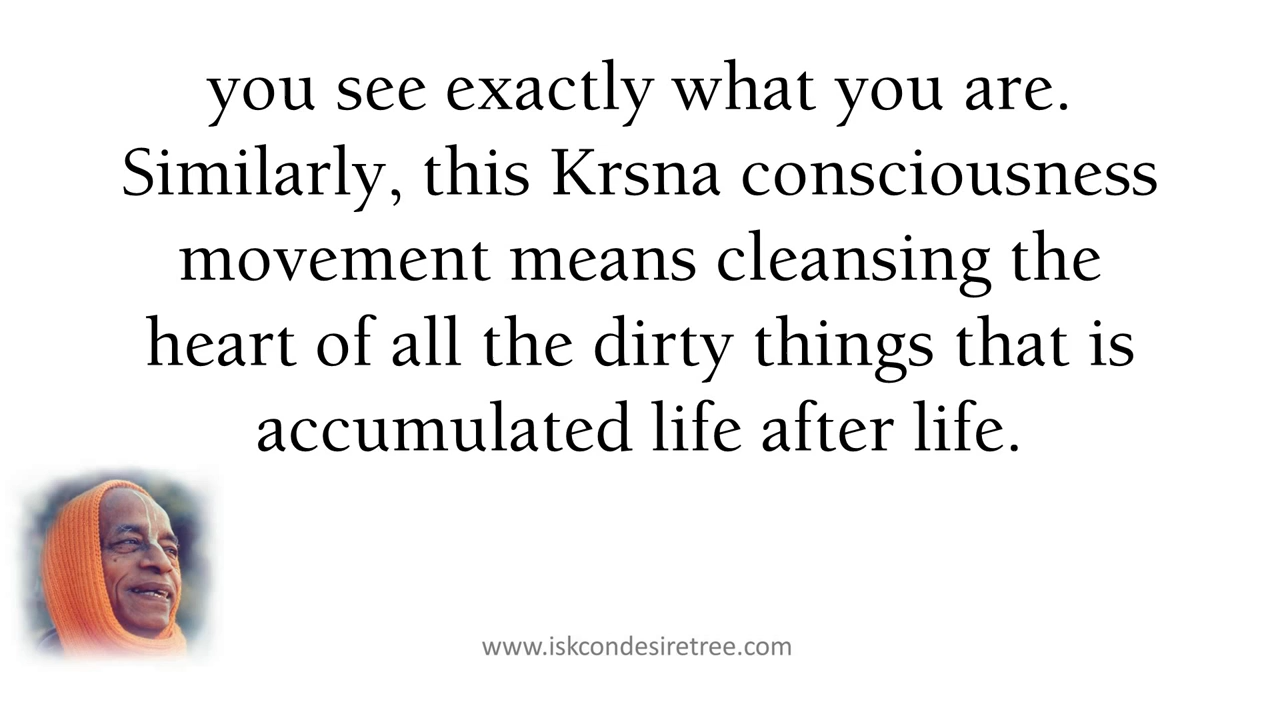 you see exactly what you are.
Similarly, this Krsna consciousness
movement means cleansing the
heart of all the dirty things that is
accumulated life after life.
www.iskcondesiretree.com